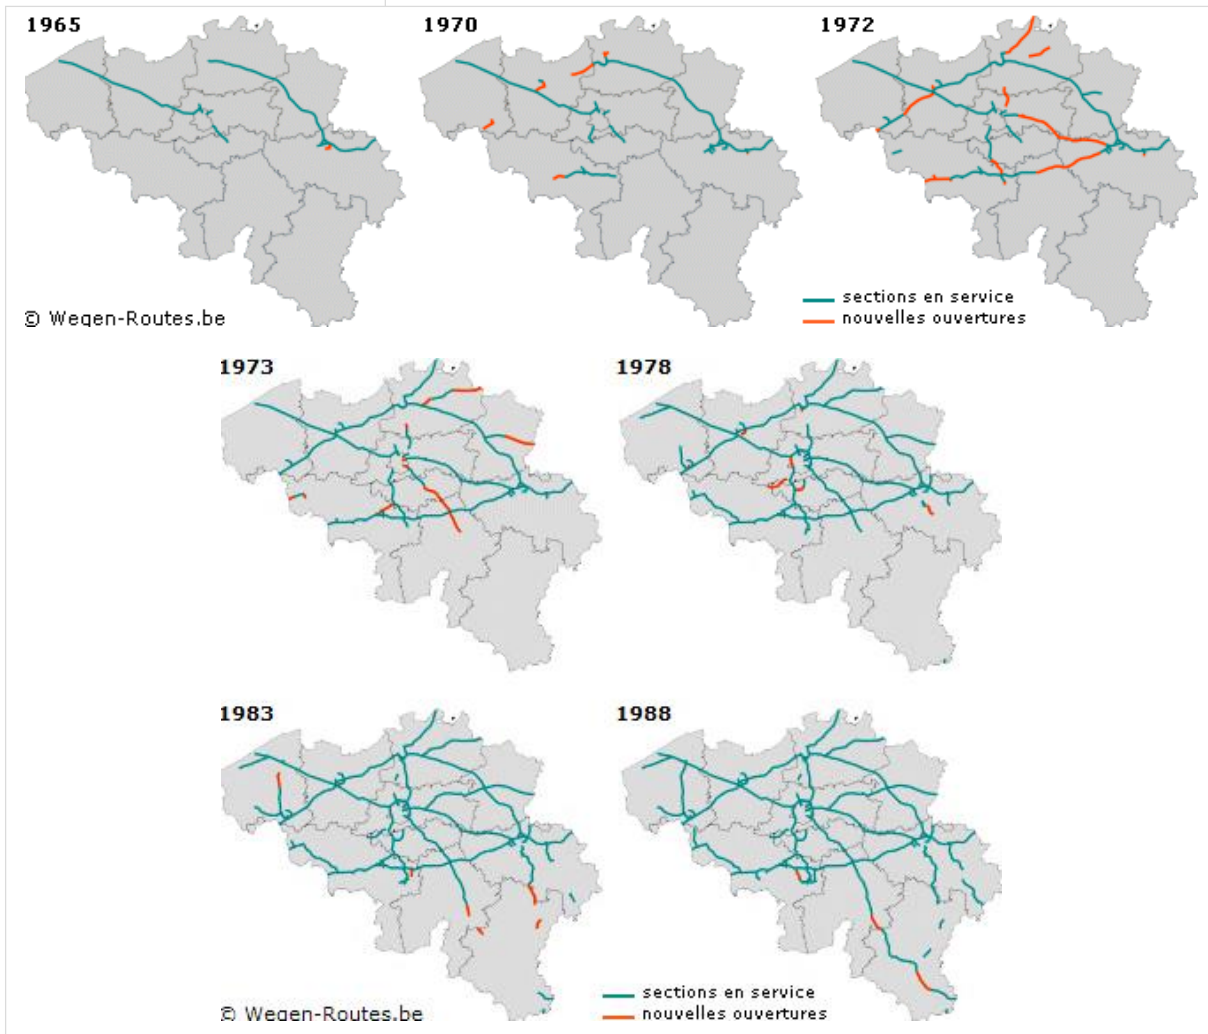 1965
1970
1972
sections en service
nouvelles ouvertures
© Wegen-Routes.be
1973
1978
1983
1988
sections en service
nouvelles ouvertures
© Wegen-Routes.be